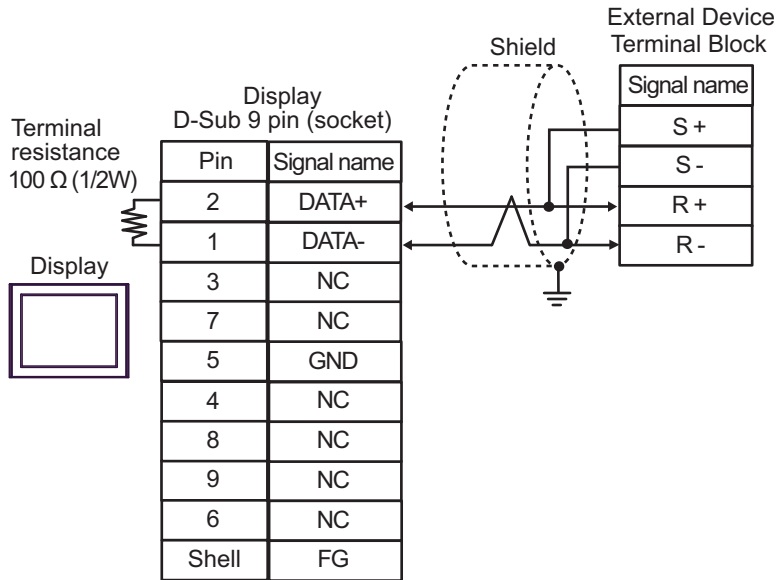 External Device
Terminal Block
Shield
Signal name
S +
S -
R +
R -
Display
D-Sub 9 pin (socket)
Terminal
resistance
100 Ω (1/2W)
Pin Signal name
2 DATA+
1 DATA-
3 NC
7 NC
5 GND
4 NC
8 NC
9 NC
6 NC
Shell FG
Display